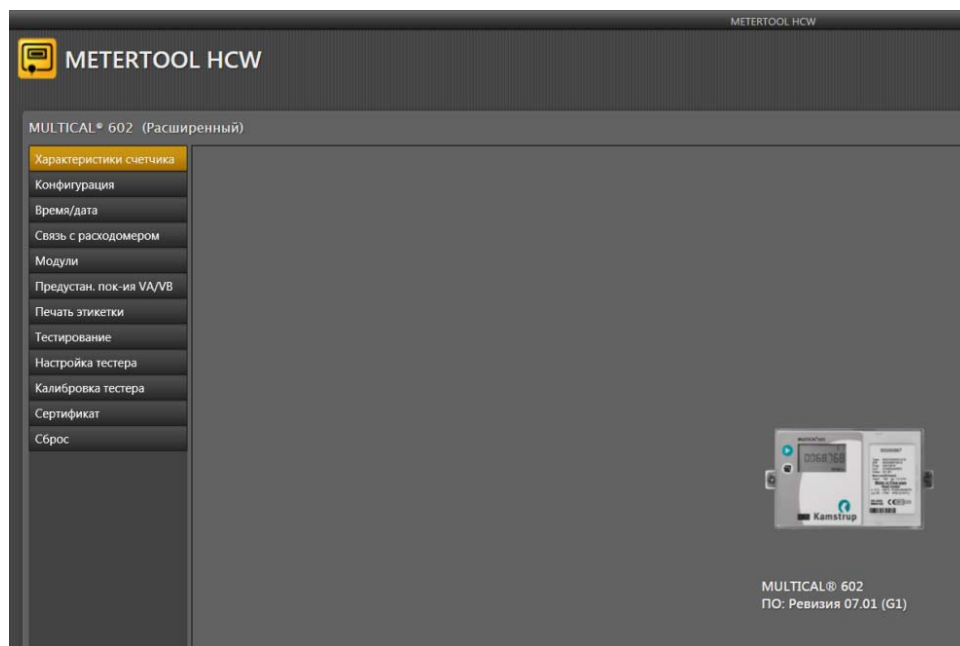 METERTOOL HCW
METERTOOL HCW
MULTICAL® 602 (Расширенный)
Характеристики счетчика
Конфигурация
Время/дата
Связь с расходомером
Модули
Предустан. пок-ия VA/VB
Печать этикетки
Тестирование
Настройка тестера
Калибровка тестера
Сертификат
Сброс
0068768
Kamstrup
MULTICAL® 602
ПО: Ревизия 07.01 (G1)